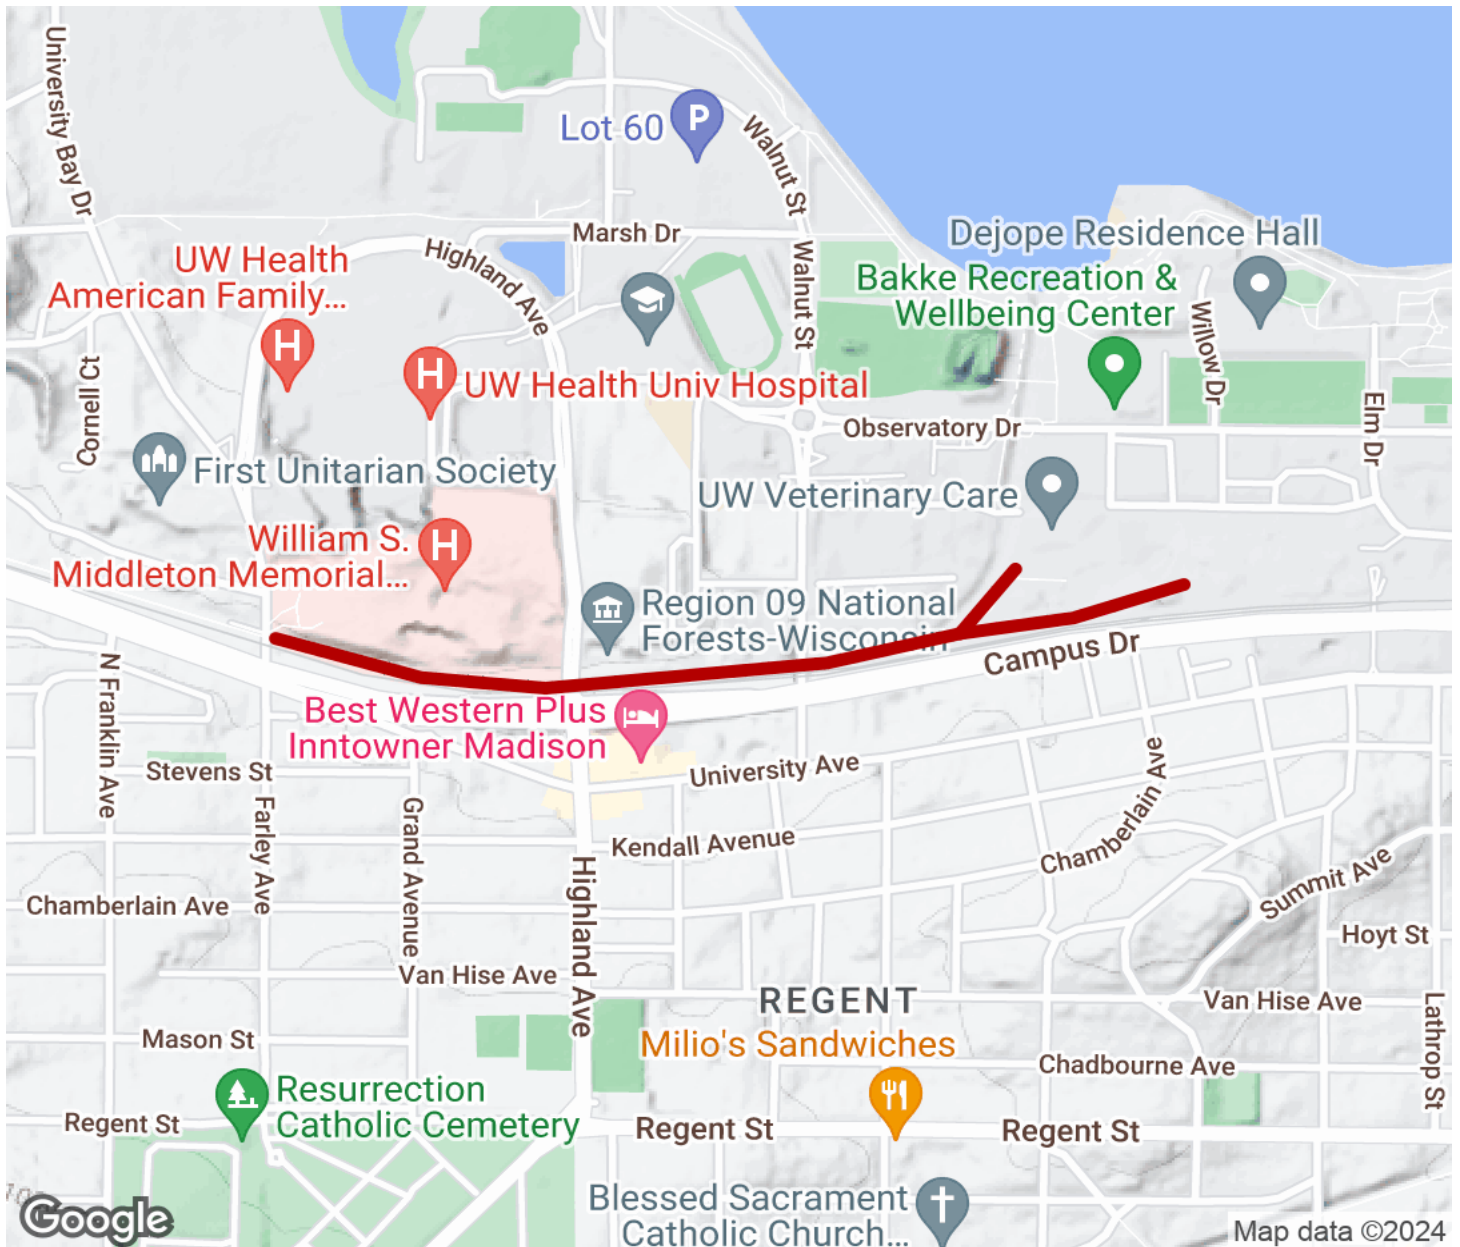 University Bay Dr
Lot 60
P
Walnut St
Marsh Dr
Dejope Residence Hall
UW Health
American Family...
Highland Ave
Walnut St
Bakke Recreation &
Wellbeing Center
Willow Dr
H
Cornell Ct
H
UW Health Univ Hospital
Elm Dr
Observatory Dr
First Unitarian Society
UW Veterinary Care
William S.
Middleton Memorial...
H
Region 09 National
Forests-Wisconsin
Campus Dr
N Franklin Ave
Best Western Plus
Inntowner Madison
University Ave
Stevens St
Farley Ave
Grand Avenue
Chamberlain Ave
Kendall Avenue
Highland Ave
Summit Ave
Chamberlain Ave
Hoyt St
Van Hise Ave
REGENT
Van Hise Ave
Lathrop St
Mason St
Milio's Sandwiches
Chadbourne Ave
Resurrection
Catholic Cemetery
Regent St
Regent St
Regent St
Blessed Sacrament
Catholic Church...
Google
Map data ©2024